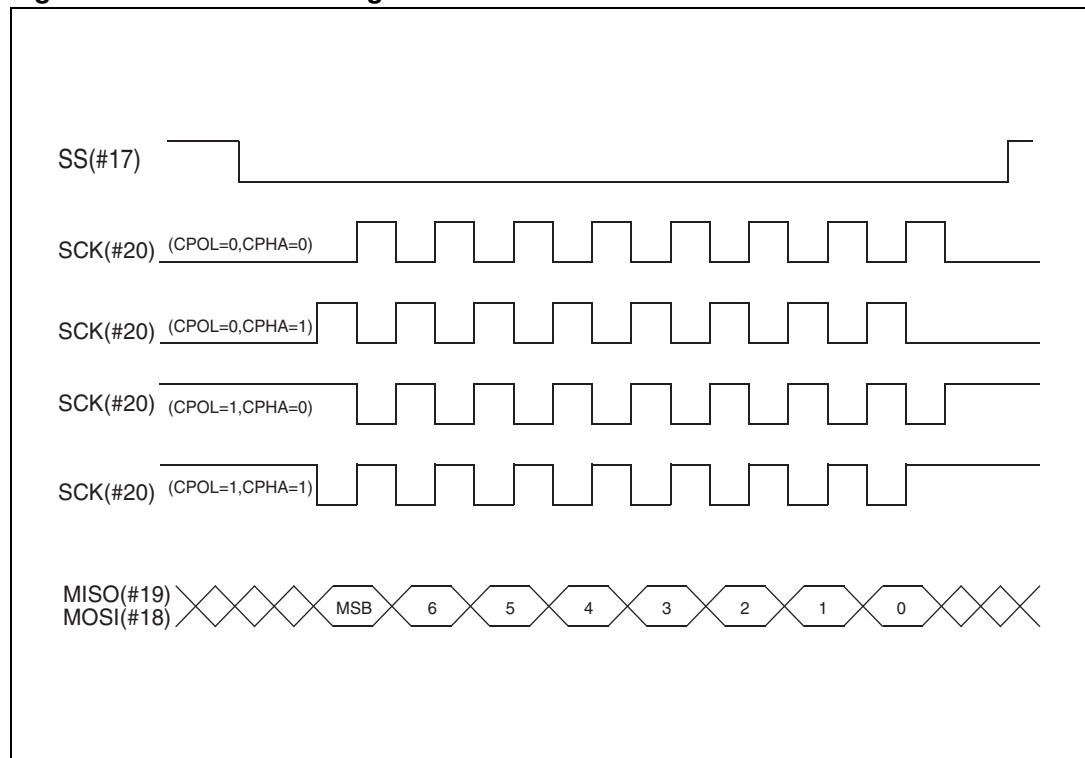 SS(#17)
SCK(#20) (CPOL=0,CPHA=0)
SCK(#20) (CPOL=0,CPHA=1)
SCK(#20) (CPOL=1,CPHA=0)
SCK(#20) (CPOL=1,CPHA=1)
MISO(#19)
MOSI(#18)
MSB 6 5 4 3 2 1 0